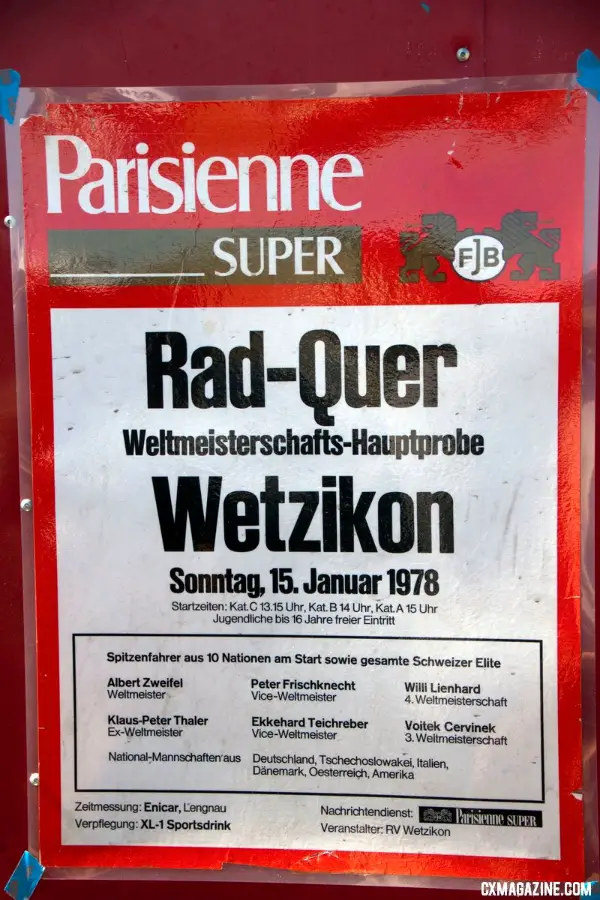 Parisienne
SUPER
FJB
Rad-Quer
Weltmeisterschafts-Hauptprobe
Wetzikon
Sonntag, 15. Januar 1978
Startzeiten: Kat. C 13.15 Uhr, Kat. B 14 Uhr, Kat. A 15 Uhr
Jugendliche bis 16 Jahre freier Eintritt
Spitzenfahrer aus 10 Nationen am Start sowie gesamte Schweizer Elite
Albert Zweifel Peter Frischknecht Willi Lienhard
Weltmeister Vice-Weltmeister 4. Weltmeisterschaft
Klaus-Peter Thaler Ekkehard Teichreber Voitek Cervinek
Ex-Weltmeister Vice-Weltmeister 3. Weltmeisterschaft
National-Mannschaften aus Deutschland, Tschechoslowakei, Italien,
Dänemark, Oesterreich, Amerika
Zeitmessung: Enicar, Lengnau Nachrichtendienst: Parisienne SUPER
Verpflegung: XL-1 Sportsdrink Veranstalter: RV Wetzikon
CXMAGAZINE.COM